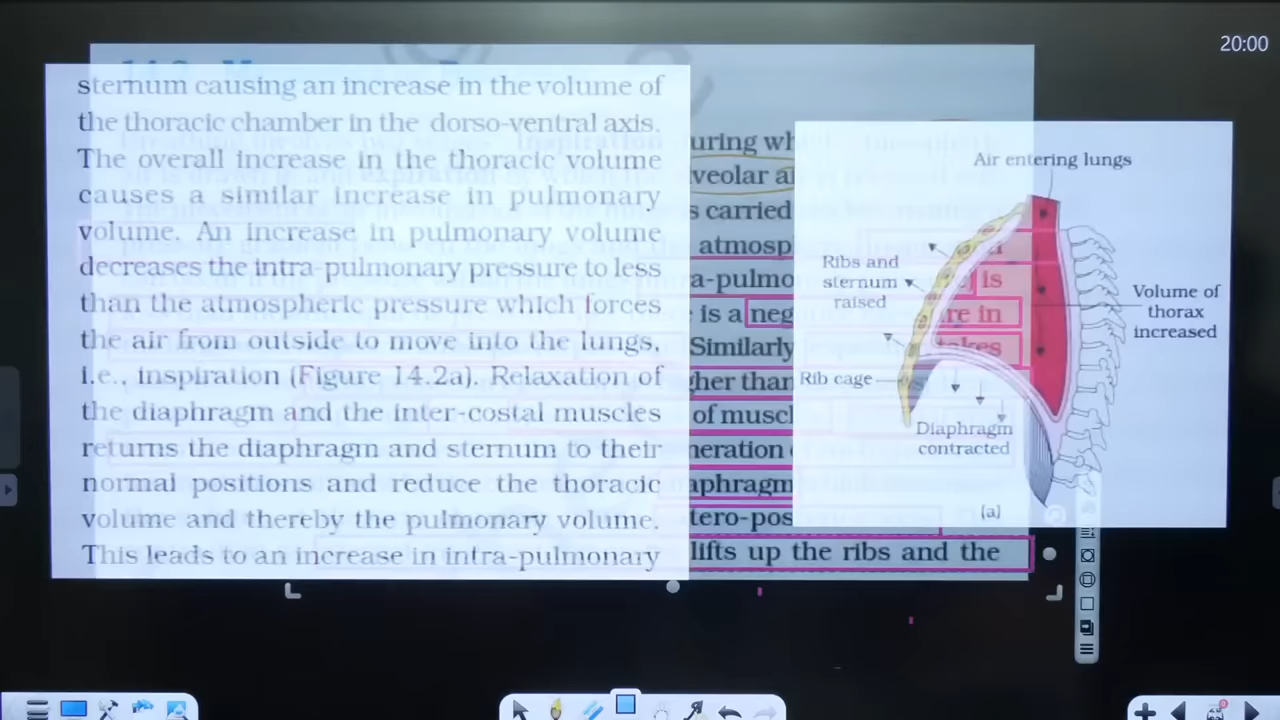 20:00
sternum causing an increase in the volume of
the thoracic chamber in the dorso-ventral axis.
The overall increase in the thoracic volume
causes a similar increase in pulmonary
volume. An increase in pulmonary volume
decreases the intra-pulmonary pressure to less
than the atmospheric pressure which forces
the air from outside to move into the lungs,
i.e., inspiration (Figure 14.2a). Relaxation of
the diaphragm and the inter-costal muscles
returns the diaphragm and sternum to their
normal positions and reduce the thoracic
volume and thereby the pulmonary volume.
This leads to an increase in intra-pulmonary
uring wh
veolar a
s carried
atmosp
a-pulmo is
is a neg re in
Similarly takes
gher than
of muscl
neration
aphragm
tero-pos
lifts up the ribs and the
Air entering lungs
Ribs and
sternum
raised
Volume of
thorax
increased
Rib cage
Diaphragm
contracted
(a)